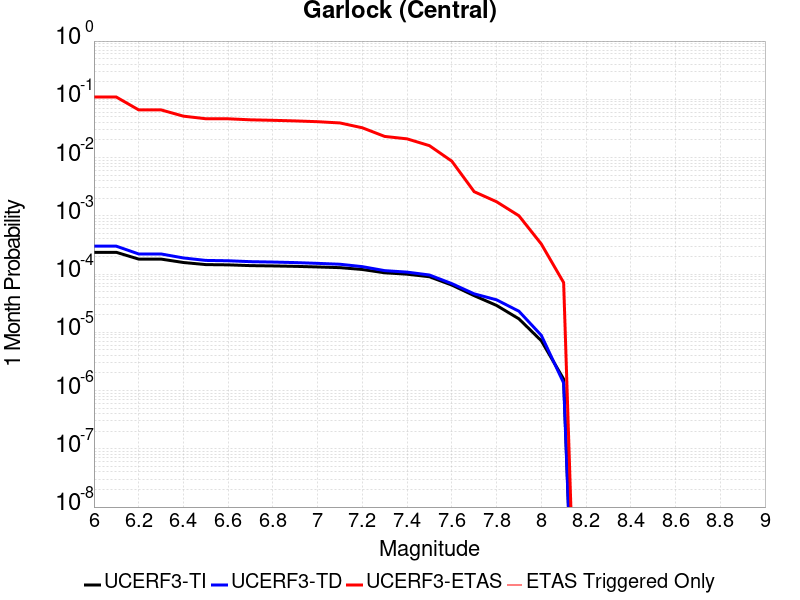 Garlock (Central)
10^0
10^-1
10^-2
10^-3
10^-4
10^-5
10^-6
10^-7
10^-8
1 Month Probability
6 6.2 6.4 6.6 6.8 7 7.2 7.4 7.6 7.8 8 8.2 8.4 8.6 8.8 9
Magnitude
UCERF3-TI UCERF3-TD UCERF3-ETAS ETAS Triggered Only